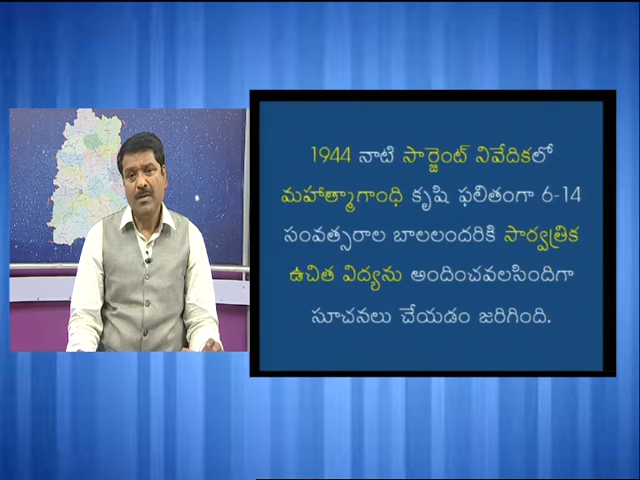 1944 నాటి సార్జెంట్ నివేదికలో
మహాత్మాగాంధి కృషి ఫలితంగా 6-14
సంవత్సరాల బాలలందరికి సార్వత్రిక
ఉచిత విద్యను అందించవలసిందిగా
సూచనలు చేయడం జరిగింది.